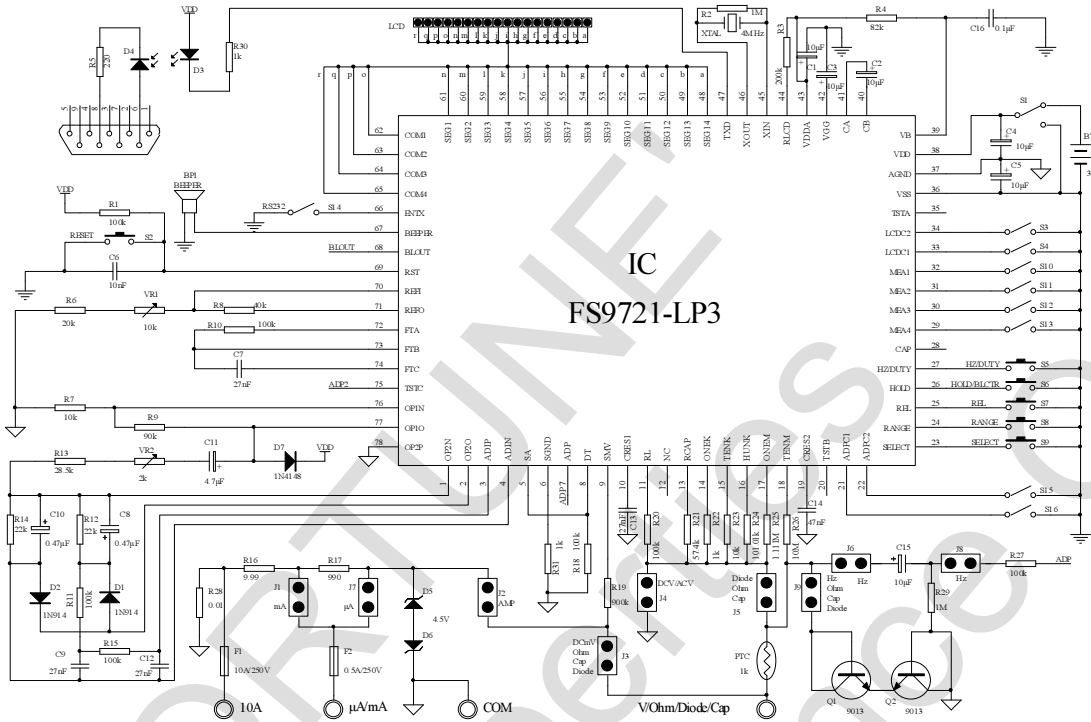 LCD
r q p o n m l k j i h g f e d c b a
VDD
D4
R5
220
D3
R30
1k
5 9 4 8 3 7 2 6 1
R2
1M
XTAL
4MHz
R3
200k
R4
82k
C16
0.1µF
10µF
C1
C3
10µF
C2
10µF
r q p o n m l k j i h g f e d c b a
61 60 59 58 57 56 55 54 53 52 51 50 49 48 47 46 45 44 43 42 41 40
SEG1 SEG2 SEG3 SEG4 SEG5 SEG6 SEG7 SEG8 SEG9 SEG10 SEG11 SEG12 SEG13 SEG14 TXD XOUT XIN RLCD VDDA VGG CA CB
62 COM1
63 COM2
64 COM3
65 COM4
66 ENTX
67 BEEPER
68 BLOUT
69 RST
70 REFI
71 REFO
72 FTA
73 FTB
74 FTC
75 TSTC
76 OP1N
77 OP1O
78 OP2P
IC
FS9721-LP3
VB 39
VDD 38
AGND 37
VSS 36
TSTA 35
LCDC2 34
LCDC1 33
MEA1 32
MEA2 31
MEA3 30
MEA4 29
CAP 28
HZ/DUTY 27
HOLD 26
REL 25
RANGE 24
SELECT 23
S1
C4
10µF
C5
10µF
S3
S4
S10
S11
S12
S13
HZ/DUTY S5
HOLD/BLCTR S6
REL S7
RANGE S8
SELECT S9
S15
S16
BP1
BEEPER
RS232
S14
BLOUT
VDD
R1
100k
RESET
S2
C6
10nF
R6
20k
VR1
10k
R8
40k
R10
100k
C7
27nF
ADP2
R7
10k
R9
90k
R13
28.5k
VR2
2k
C11
4.7µF
D7
1N4148
VDD
OP2N OP2O ADIP ADIN SA SGND ADP DT SMV CRES1 RL NC RCAP ONEK TENK HUNK ONEM TENM CRES2 TSTB ADPC1 ADPC2
1 2 3 4 5 6 7 8 9 10 11 12 13 14 15 16 17 18 19 20 21 22
ADP7
R14
22k
C10
0.47µF
R12
22k
C8
0.47µF
D2
1N914
R11
100k
D1
1N914
R15
100k
C9
27nF
C12
27nF
R31
1k
R18
100k
27nF
C13
R20
100k
R21
57.4k
R22
1k
R23
10k
R24
101.01k
R25
1.111M
R26
10M
C14
47nF
R16
9.99
R17
990
R28
0.01
J1
mA
J7
µA
D5
4.5V
D6
J2
AMP
R19
900k
DCV/ACV
J4
DCmV
Ohm
Cap
Diode
J3
Diode
Ohm
Cap
J5
PTC
1k
J9
Hz
Ohm
Cap
Diode
J6
Hz
C15
10µF
J8
Hz
R27
100k
ADP
R29
1M
Q1
9013
Q2
9013
F1
10A/250V
F2
0.5A/250V
10A
µA/mA
COM
V/Ohm/Diode/Cap